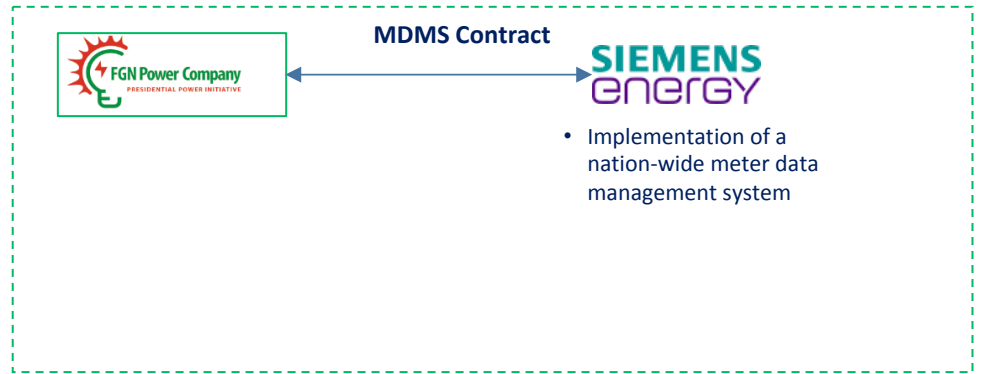 MDMS Contract
FGN Power Company
PRESIDENTIAL POWER INITIATIVE
SIEMENS
energy
• Implementation of a
nation-wide meter data
management system